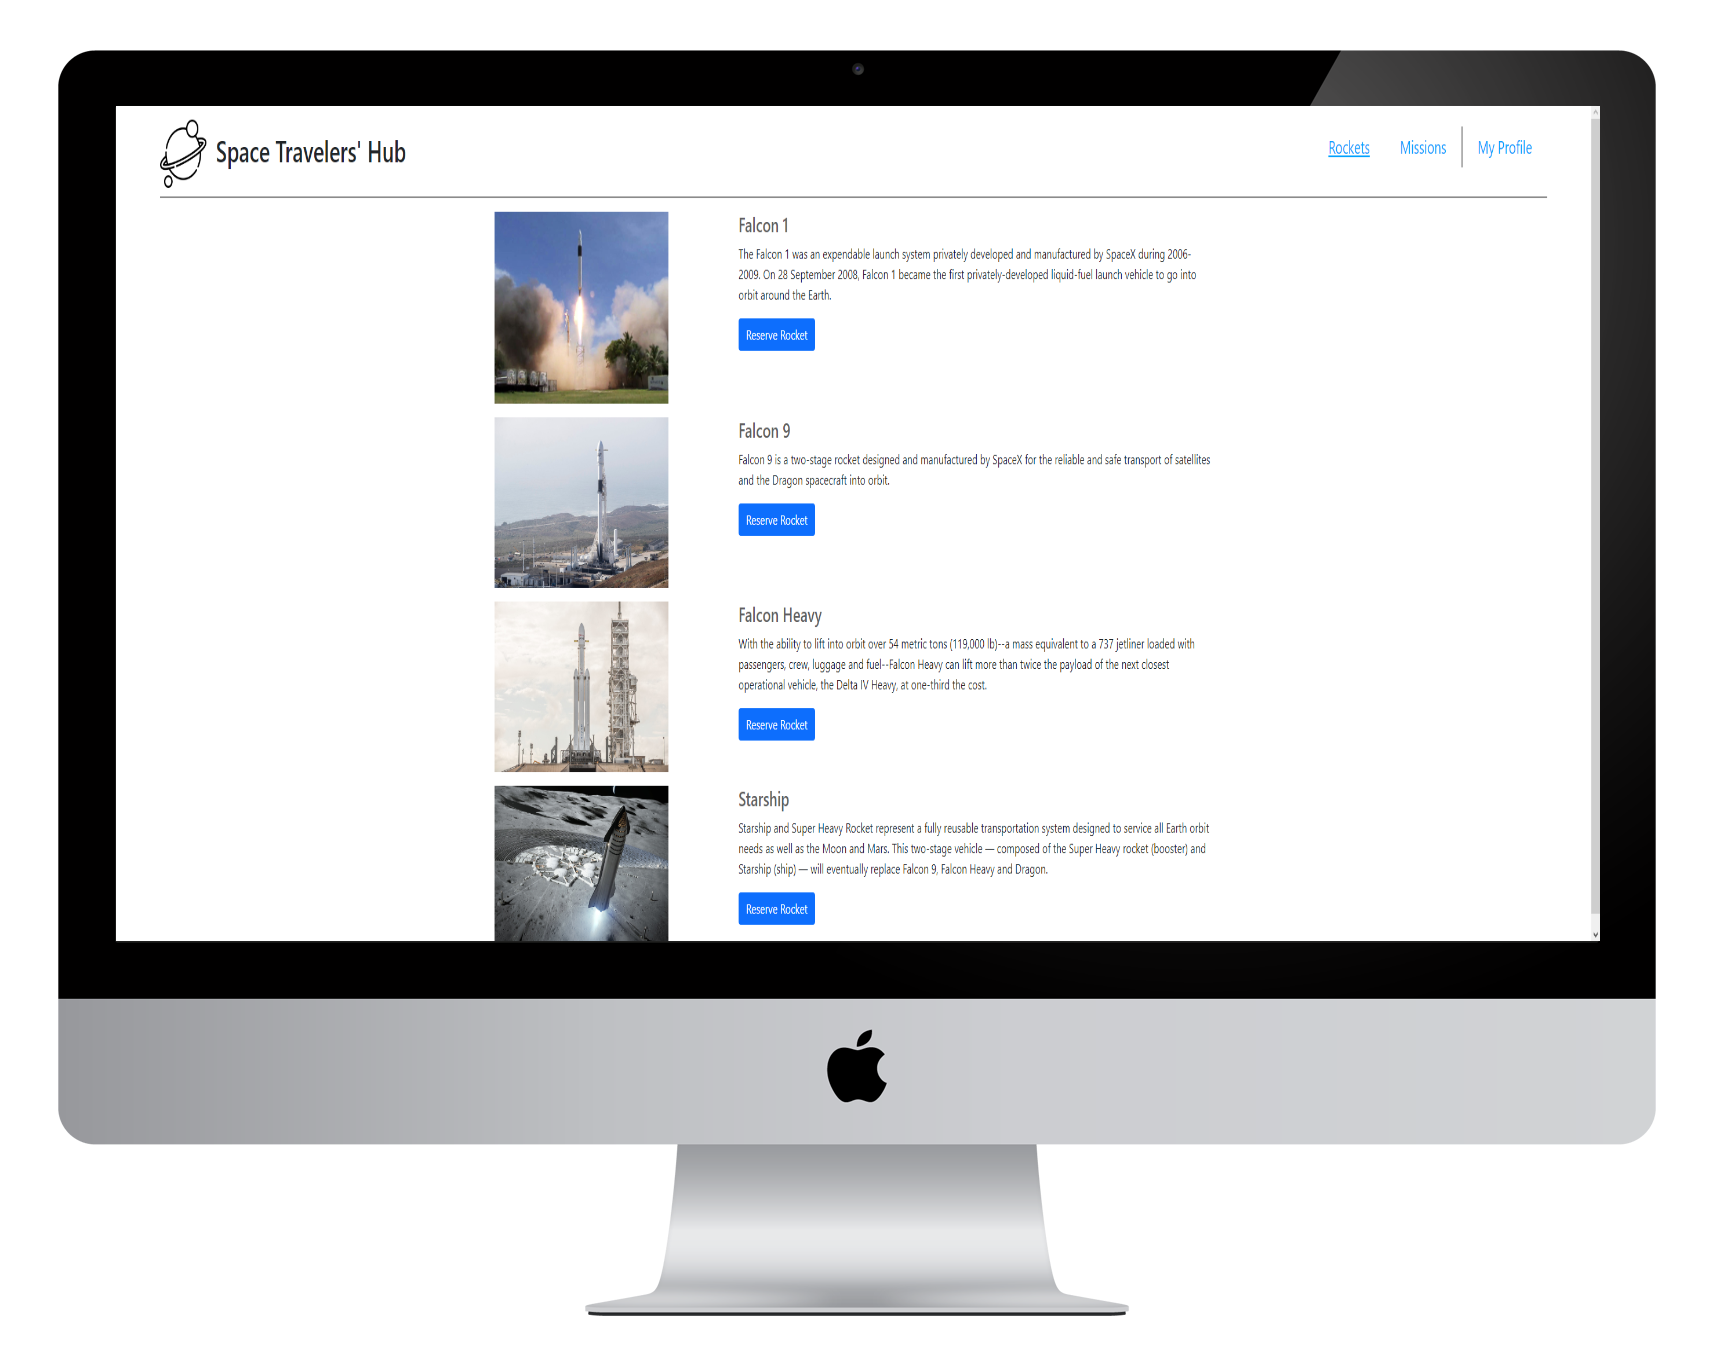 Space Travelers' Hub
Rockets Missions My Profile
Falcon 1
The Falcon 1 was an expendable launch system privately developed and manufactured by SpaceX during 2006-
2009. On 28 September 2008, Falcon 1 became the first privately-developed liquid-fuel launch vehicle to go into
orbit around the Earth.
Reserve Rocket
Falcon 9
Falcon 9 is a two-stage rocket designed and manufactured by SpaceX for the reliable and safe transport of satellites
and the Dragon spacecraft into orbit.
Reserve Rocket
Falcon Heavy
With the ability to lift into orbit over 54 metric tons (119,000 lb)--a mass equivalent to a 737 jetliner loaded with
passengers, crew, luggage and fuel--Falcon Heavy can lift more than twice the payload of the next closest
operational vehicle, the Delta IV Heavy, at one-third the cost.
Reserve Rocket
Starship
Starship and Super Heavy Rocket represent a fully reusable transportation system designed to service all Earth orbit
needs as well as the Moon and Mars. This two-stage vehicle — composed of the Super Heavy rocket (booster) and
Starship (ship) — will eventually replace Falcon 9, Falcon Heavy and Dragon.
Reserve Rocket